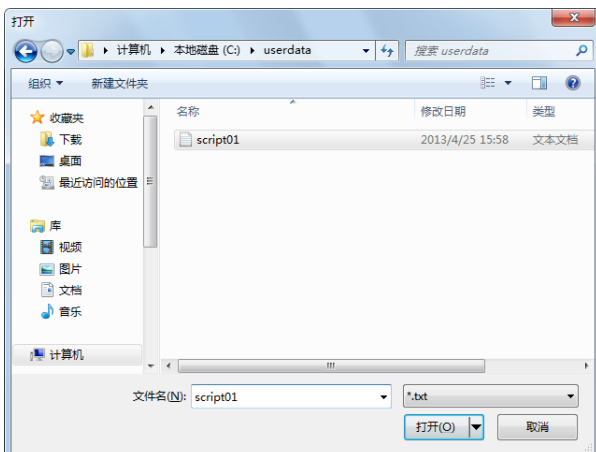 打开
计算机 本地磁盘 (C:) userdata 搜索 userdata
组织 新建文件夹
收藏夹
下载
桌面
最近访问的位置
库
视频
图片
文档
音乐
计算机
名称 修改日期 类型
script01 2013/4/25 15:58 文本文档
文件名(N): script01 *.txt
打开(O) 取消